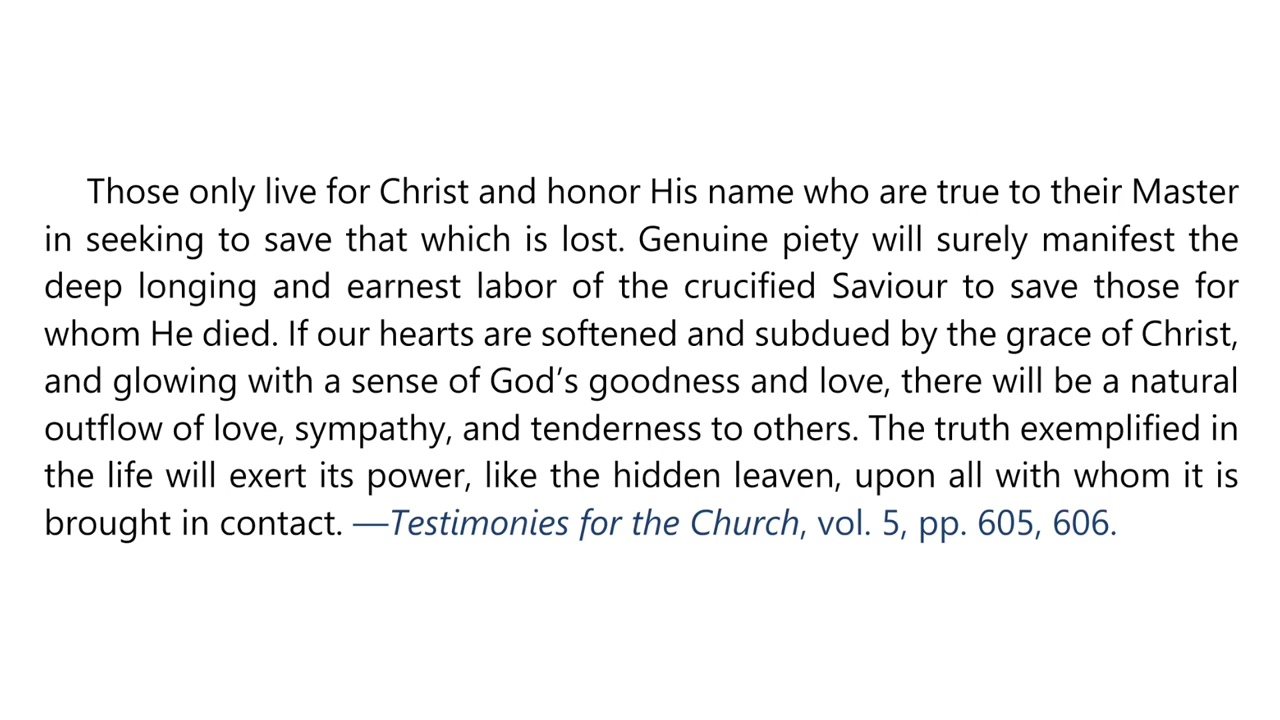 Those only live for Christ and honor His name who are true to their Master
in seeking to save that which is lost. Genuine piety will surely manifest the
deep longing and earnest labor of the crucified Saviour to save those for
whom He died. If our hearts are softened and subdued by the grace of Christ,
and glowing with a sense of God’s goodness and love, there will be a natural
outflow of love, sympathy, and tenderness to others. The truth exemplified in
the life will exert its power, like the hidden leaven, upon all with whom it is
brought in contact. —Testimonies for the Church, vol. 5, pp. 605, 606.